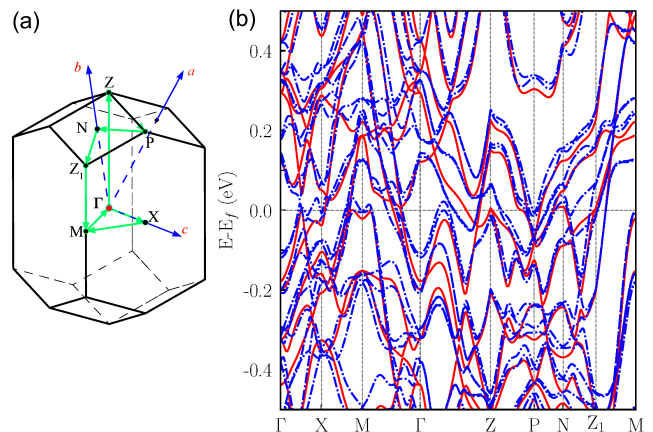 (a)
(b)
b
Z
a
N
P
Z1
Γ
X
M
c
E-Ef (eV)
0.4
0.2
0.0
-0.2
-0.4
Γ X M Γ Z P N Z1 M